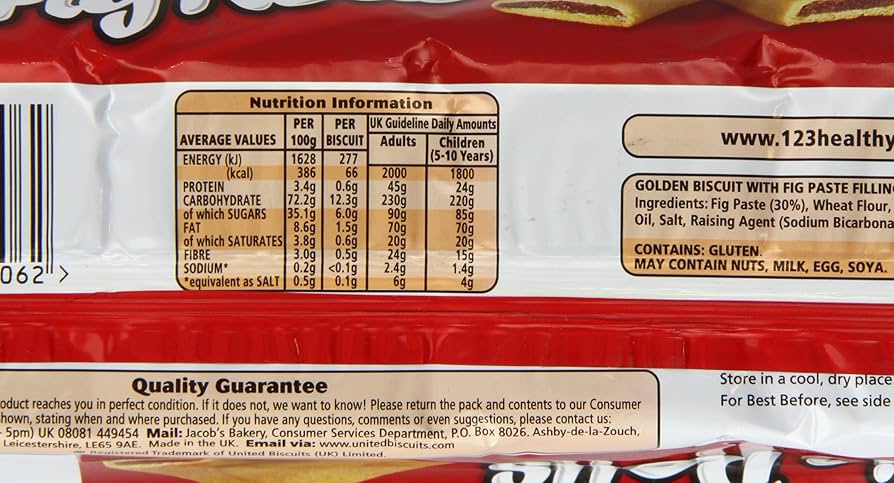 Fig Rolls
Nutrition Information
AVERAGE VALUES PER 100g PER BISCUIT UK Guideline Daily Amounts Adults Children (5-10 Years)
ENERGY (kJ) 1628 277
(kcal) 386 66 2000 1800
PROTEIN 3.4g 0.6g 45g 24g
CARBOHYDRATE 72.2g 12.3g 230g 220g
of which SUGARS 35.1g 6.0g 90g 85g
FAT 8.6g 1.5g 70g 70g
of which SATURATES 3.8g 0.6g 20g 20g
FIBRE 3.0g 0.5g 24g 15g
SODIUM* 0.2g <0.1g 2.4g 1.4g
*equivalent as SALT 0.5g 0.1g 6g 4g
062 >
www.123healthy
GOLDEN BISCUIT WITH FIG PASTE FILLING
Ingredients: Fig Paste (30%), Wheat Flour,
Oil, Salt, Raising Agent (Sodium Bicarbona
CONTAINS: GLUTEN.
MAY CONTAIN NUTS, MILK, EGG, SOYA.
Quality Guarantee
oduct reaches you in perfect condition. If it does not, we want to know! Please return the pack and contents to our Consumer
hown, stating when and where purchased. If you have any questions, comments or even suggestions, please contact us:
- 5pm) UK 08081 449454 Mail: Jacob's Bakery, Consumer Services Department, P.O. Box 8026, Ashby-de-la-Zouch,
Leicestershire, LE65 9AE. Made in the UK. Email via: www.unitedbiscuits.com
® Registered Trademark of United Biscuits (UK) Limited.
Store in a cool, dry place
For Best Before, see side